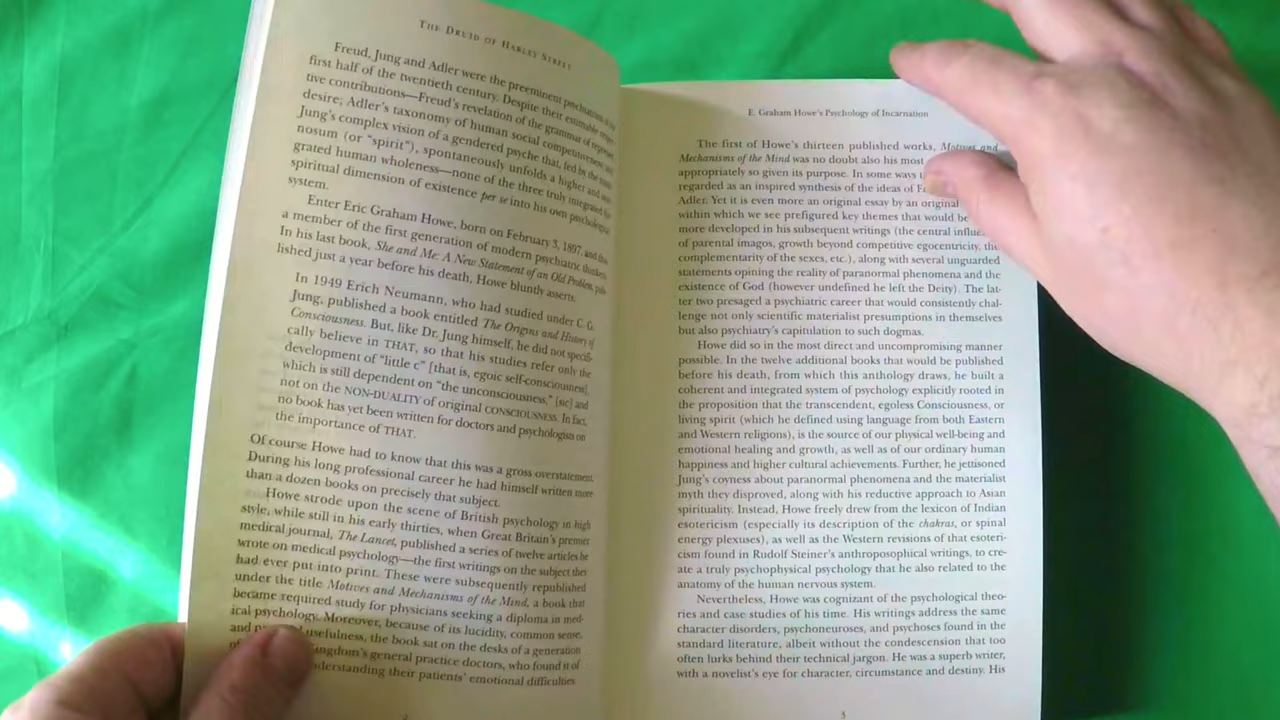 THE DRUID OF HARLEY STREET
Freud, Jung and Adler were the preeminent
first half of the twentieth century. Despite their estimable
tive contributions—Freud's revelation of the grammar of
desire; Adler's taxonomy of human social competitiveness;
Jung's complex vision of a gendered psyche that, fed by the
nosum (or "spirit"), spontaneously unfolds a higher and
grated human wholeness—none of the three truly integrated
spiritual dimension of existence per se into his own psychological
system.
Enter Eric Graham Howe, born on February 3, 1897, and thus
a member of the first generation of modern psychiatric thinkers.
In his last book, She and Me: A New Statement of an Old Problem, pub-
lished just a year before his death, Howe bluntly asserts,
In 1949 Erich Neumann, who had studied under C. G.
Jung, published a book entitled The Origins and History of
Consciousness. But, like Dr. Jung himself, he did not specifi-
cally believe in THAT, so that his studies refer only the
development of "little c" [that is, egoic self-consciousness],
which is still dependent on "the unconsciousness," [sic] and
not on the NON-DUALITY of original CONSCIOUSNESS. In fact,
no book has yet been written for doctors and psychologists on
the importance of THAT.
Of course Howe had to know that this was a gross overstatement.
During his long professional career he had himself written more
than a dozen books on precisely that subject.
Howe strode upon the scene of British psychology in high
style, while still in his early thirties, when Great Britain's premier
medical journal, The Lancet, published a series of twelve articles he
wrote on medical psychology—the first writings on the subject they
had ever put into print. These were subsequently republished
under the title Motives and Mechanisms of the Mind, a book that
became required study for physicians seeking a diploma in med-
ical psychology. Moreover, because of its lucidity, common sense,
and usefulness, the book sat on the desks of a generation
kingdom's general practice doctors, who found it of
understanding their patients' emotional difficulties.
E. Graham Howe's Psychology of Incarnation
The first of Howe's thirteen published works, Motives and
Mechanisms of the Mind was no doubt also his most
appropriately so given its purpose. In some ways
regarded as an inspired synthesis of the ideas of
Adler. Yet it is even more an original essay by an original
within which we see prefigured key themes that would be
more developed in his subsequent writings (the central
of parental imagos, growth beyond competitive egocentricity, the
complementarity of the sexes, etc.), along with several unguarded
statements opining the reality of paranormal phenomena and the
existence of God (however undefined he left the Deity). The lat-
ter two presaged a psychiatric career that would consistently chal-
lenge not only scientific materialist presumptions in themselves
but also psychiatry's capitulation to such dogmas.
Howe did so in the most direct and uncompromising manner
possible. In the twelve additional books that would be published
before his death, from which this anthology draws, he built a
coherent and integrated system of psychology explicitly rooted in
the proposition that the transcendent, egoless Consciousness, or
living spirit (which he defined using language from both Eastern
and Western religions), is the source of our physical well-being and
emotional healing and growth, as well as of our ordinary human
happiness and higher cultural achievements. Further, he jettisoned
Jung's coyness about paranormal phenomena and the materialist
myth they disproved, along with his reductive approach to Asian
spirituality. Instead, Howe freely drew from the lexicon of Indian
esotericism (especially its description of the chakras, or spinal
energy plexuses), as well as the Western revisions of that esoteri-
cism found in Rudolf Steiner's anthroposophical writings, to cre-
ate a truly psychophysical psychology that he also related to the
anatomy of the human nervous system.
Nevertheless, Howe was cognizant of the psychological theo-
ries and case studies of his time. His writings address the same
character disorders, psychoneuroses, and psychoses found in the
standard literature, albeit without the condescension that too
often lurks behind their technical jargon. He was a superb writer,
with a novelist's eye for character, circumstance and destiny. His
5